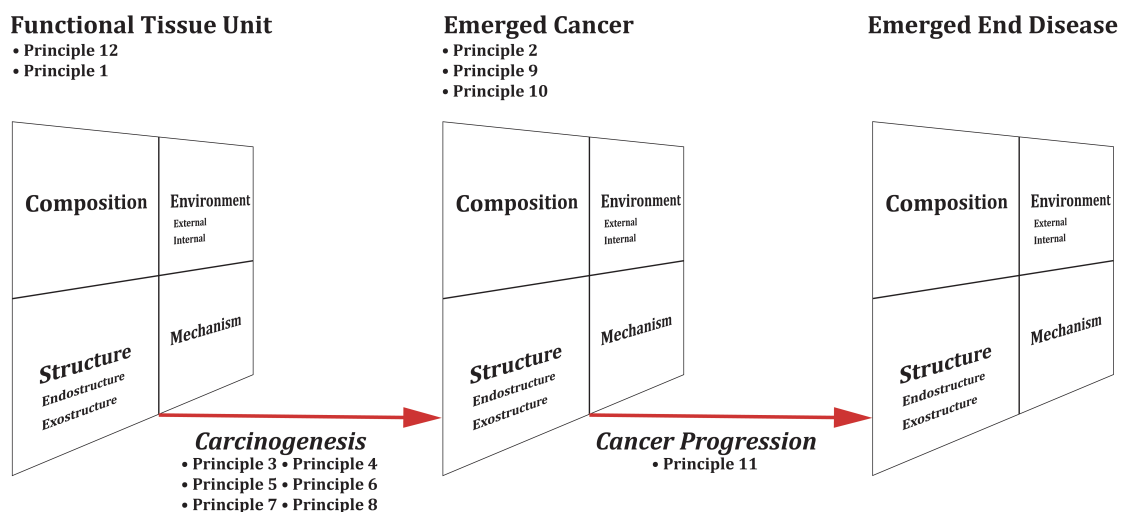 Functional Tissue Unit
• Principle 12
• Principle 1
Emerged Cancer
• Principle 2
• Principle 9
• Principle 10
Emerged End Disease
Composition
Environment
External
Internal
Structure
Endostructure
Exostructure
Mechanism
Composition
Environment
External
Internal
Structure
Endostructure
Exostructure
Mechanism
Composition
Environment
External
Internal
Structure
Endostructure
Exostructure
Mechanism
Carcinogenesis
• Principle 3 • Principle 4
• Principle 5 • Principle 6
• Principle 7 • Principle 8
Cancer Progression
• Principle 11